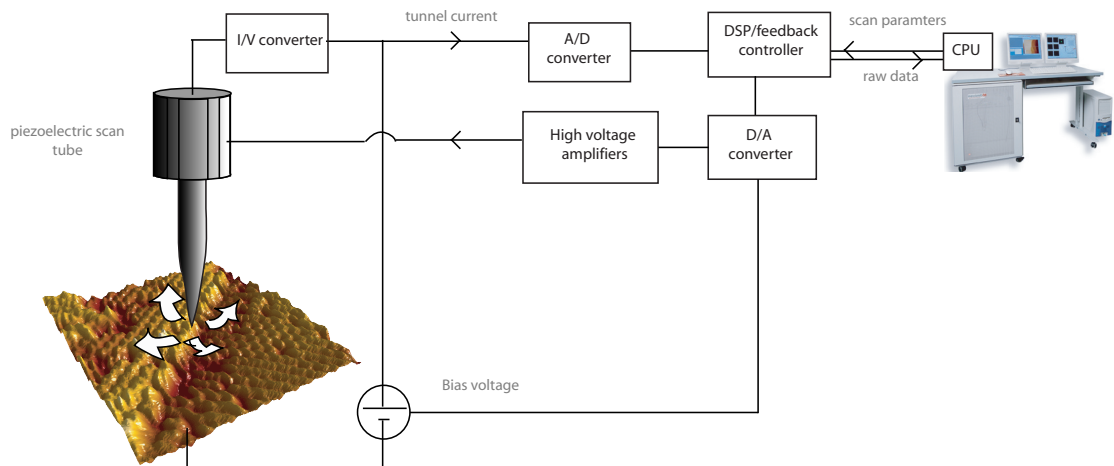 tunnel current
scan paramters
I/V converter
A/D
converter
DSP/feedback
controller
CPU
raw data
piezoelectric scan
tube
High voltage
amplifiers
D/A
converter
Bias voltage